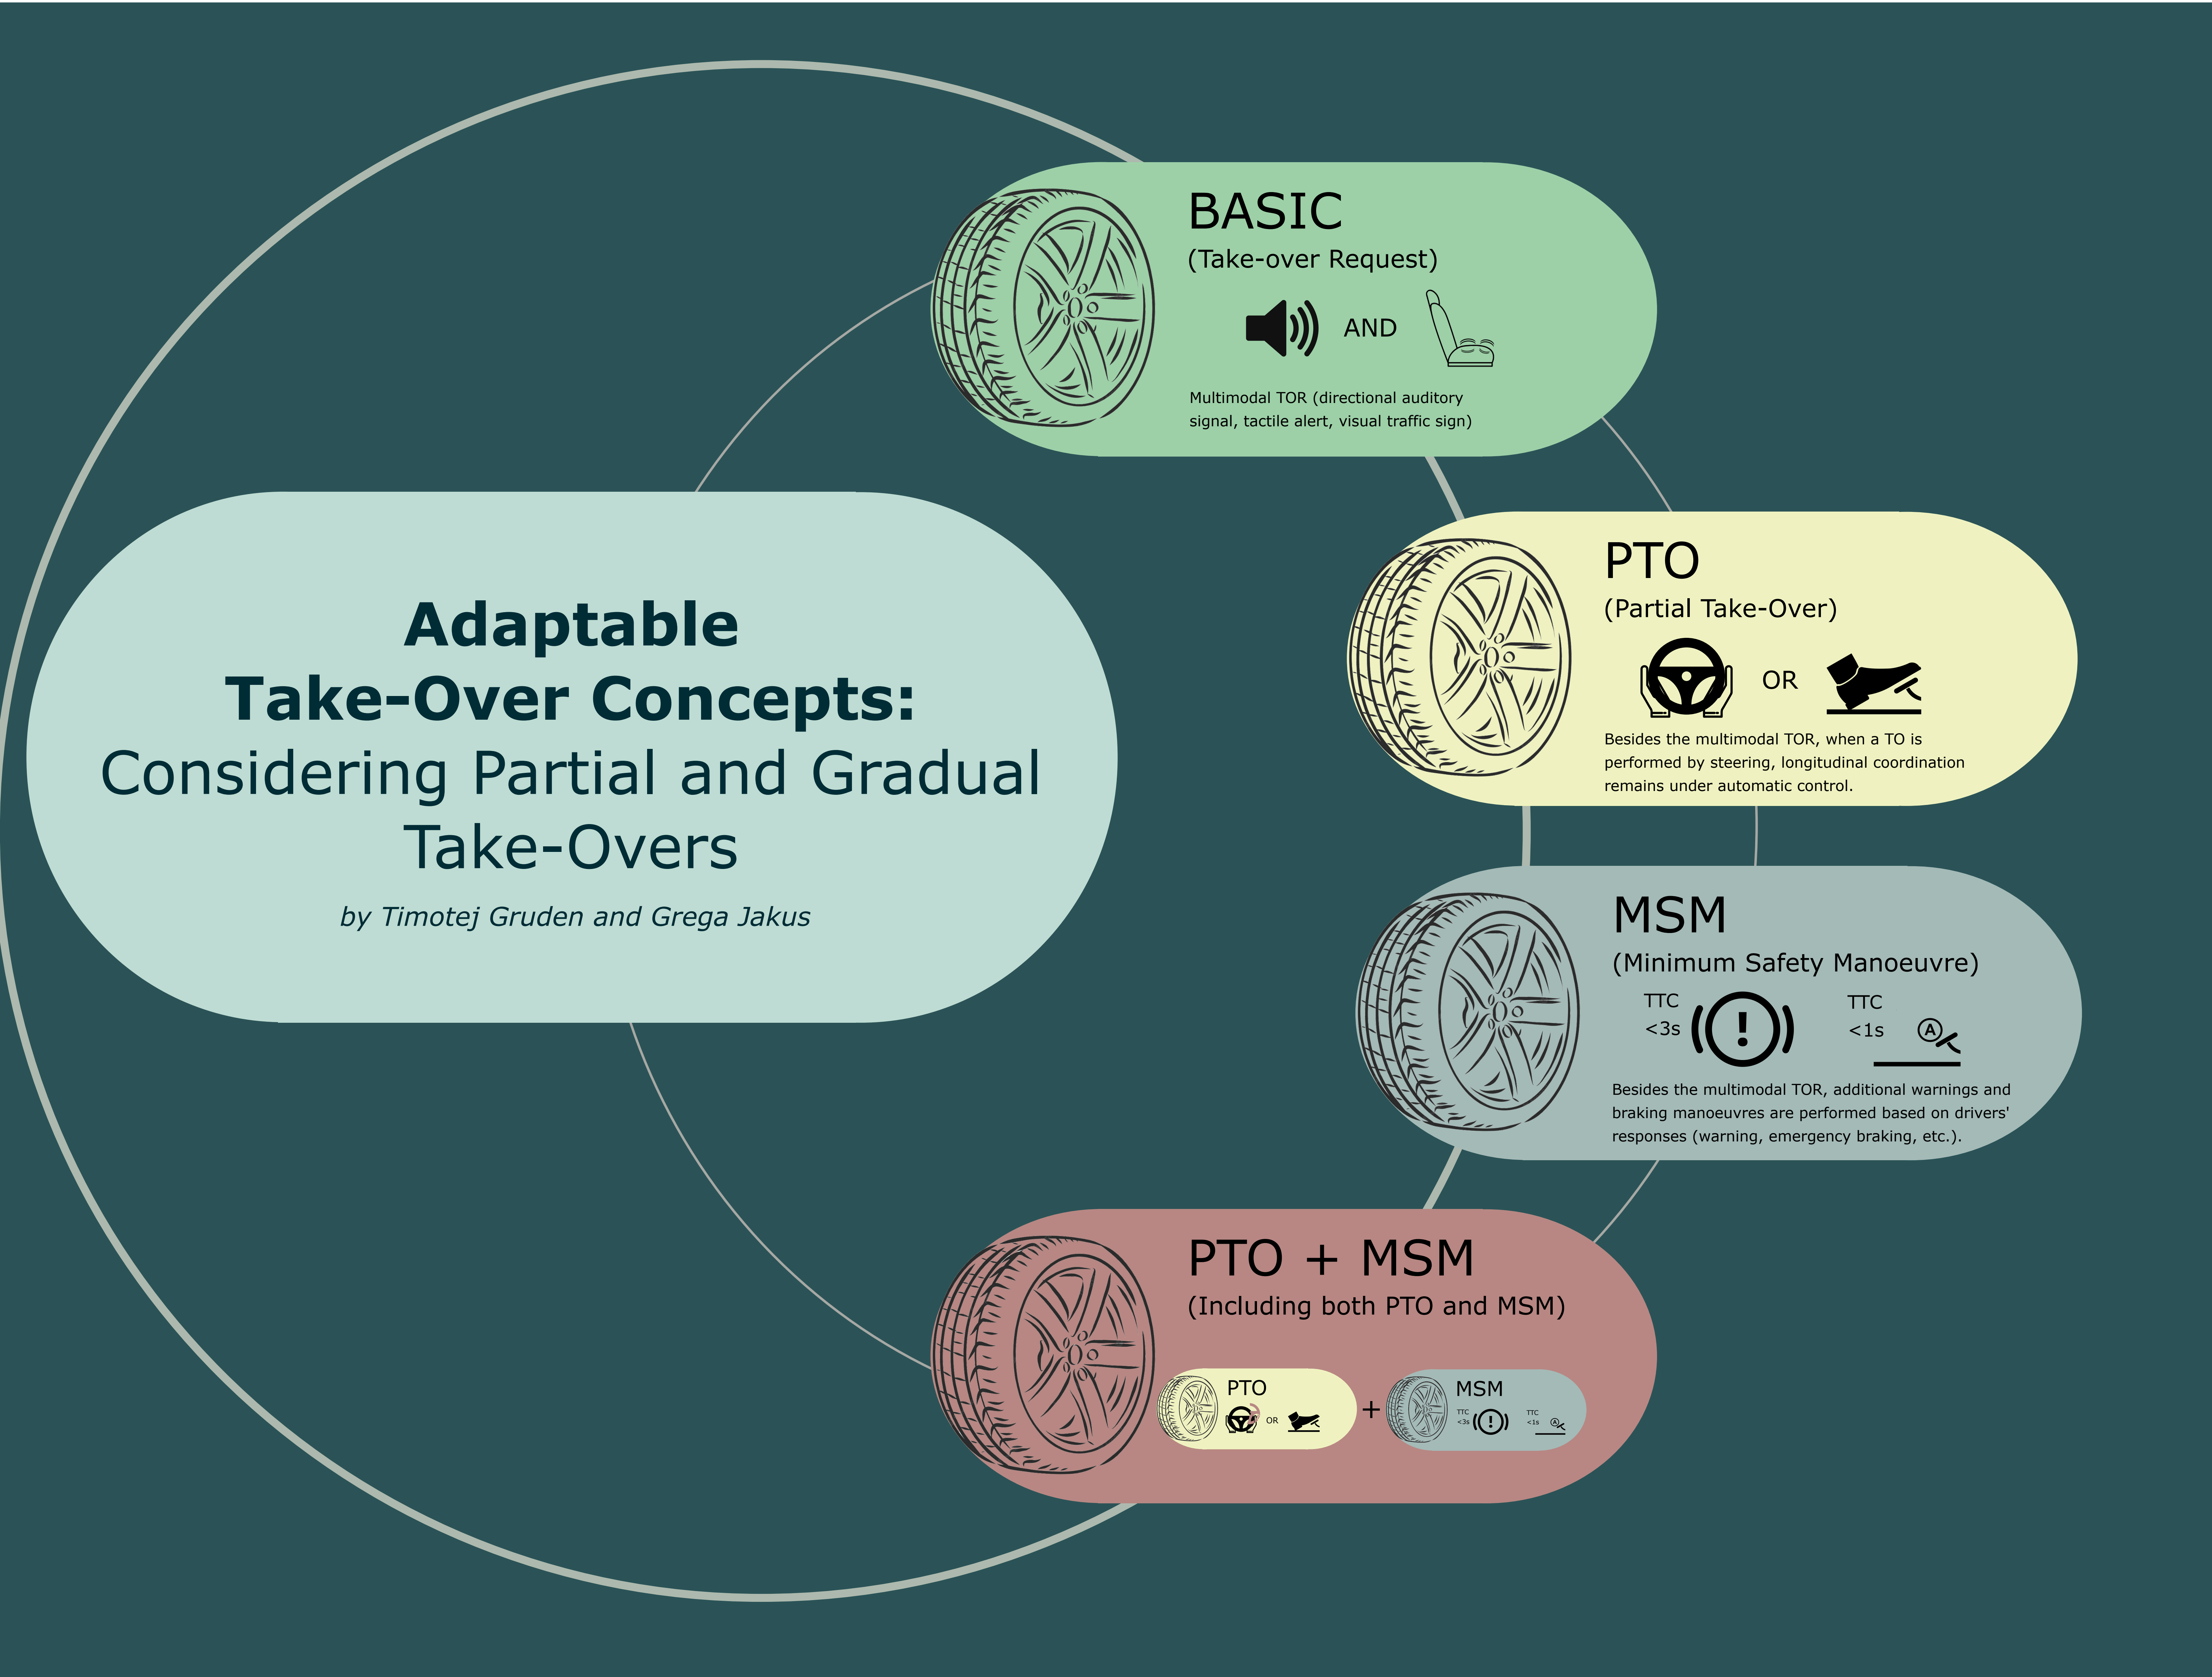 Adaptable
Take-Over Concepts:
Considering Partial and Gradual
Take-Overs
by Timotej Gruden and Grega Jakus
BASIC
(Take-over Request)
AND
Multimodal TOR (directional auditory
signal, tactile alert, visual traffic sign)
PTO
(Partial Take-Over)
OR
Besides the multimodal TOR, when a TO is
performed by steering, longitudinal coordination
remains under automatic control.
MSM
(Minimum Safety Manoeuvre)
TTC
<3s
!
TTC
<1s
A
Besides the multimodal TOR, additional warnings and
braking manoeuvres are performed based on drivers'
responses (warning, emergency braking, etc.).
PTO + MSM
(Including both PTO and MSM)
PTO
OR
+
MSM
TTC
<3s
!
TTC
<1s
A